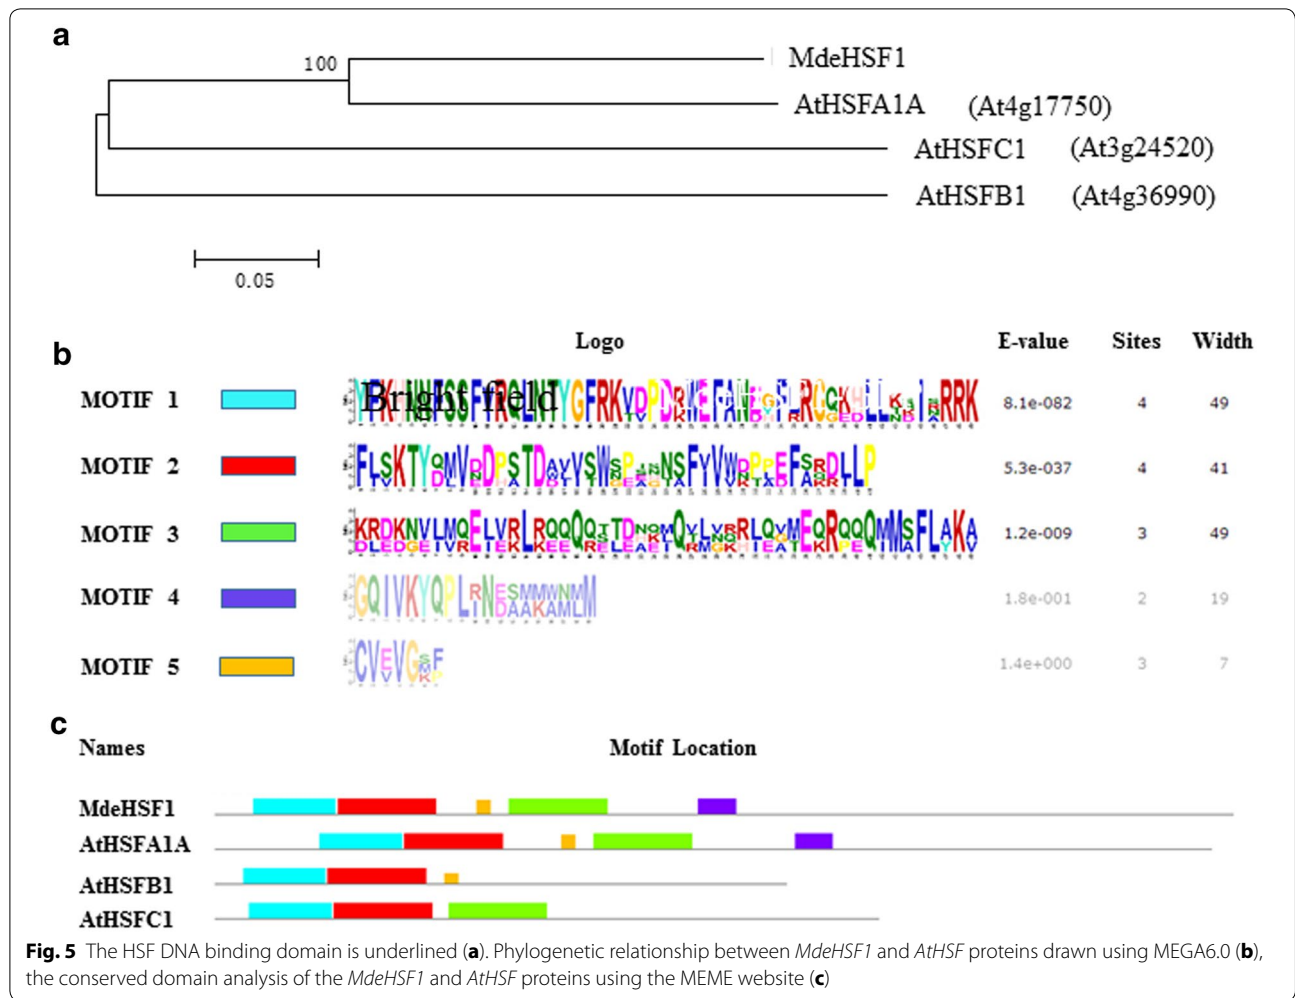 a
100
MdeHSF1
AtHSFA1A (At4g17750)
AtHSFC1 (At3g24520)
AtHSFB1 (At4g36990)
0.05
b
Logo E-value Sites Width
MOTIF 1 Bright field 8.1e-082 4 49
MOTIF 2 5.3e-037 4 41
MOTIF 3 1.2e-009 3 49
MOTIF 4 1.8e-001 2 19
MOTIF 5 1.4e+000 3 7
c
Names Motif Location
MdeHSF1
AtHSFA1A
AtHSFB1
AtHSFC1
Fig. 5 The HSF DNA binding domain is underlined (a). Phylogenetic relationship between MdeHSF1 and AtHSF proteins drawn using MEGA6.0 (b),
the conserved domain analysis of the MdeHSF1 and AtHSF proteins using the MEME website (c)